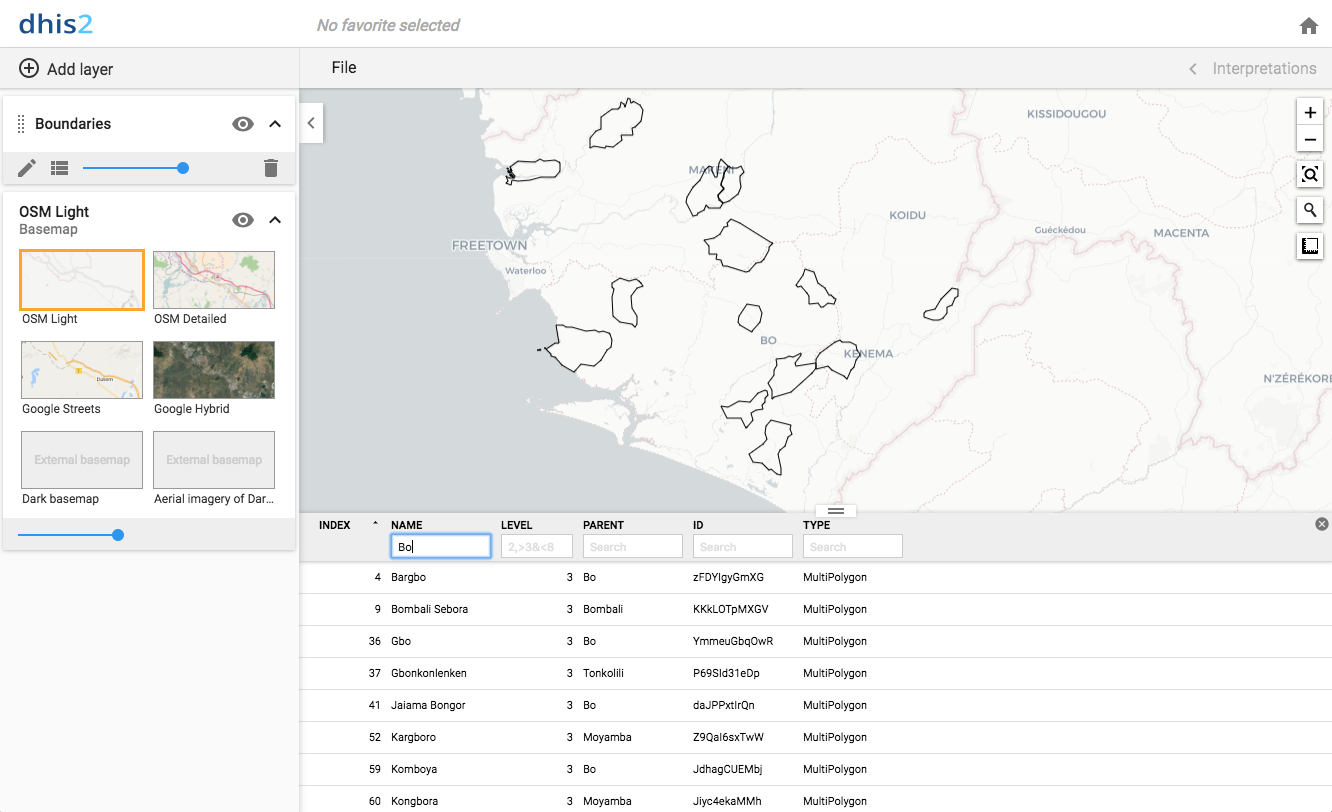 dhis2
No favorite selected
Add layer
File
Interpretations
Boundaries
OSM Light
Basemap
OSM Light
OSM Detailed
Google Streets
Google Hybrid
External basemap
External basemap
Dark basemap
Aerial imagery of Dar...
KISSIDOUGOU
MAKENI
KOIDU
Guéckédou
MACENTA
FREETOWN
Waterloo
BO
KENEMA
N'ZÉRÉKORE
INDEX NAME LEVEL PARENT ID TYPE
Bo 2,>3&<8 Search Search Search
4 Bargbo 3 Bo zFDYIgyGmXG MultiPolygon
9 Bombali Sebora 3 Bombali KKkLOTpMXGV MultiPolygon
36 Gbo 3 Bo YmmeuGbqOwR MultiPolygon
37 Gbonkonlenken 3 Tonkolili P69SId31eDp MultiPolygon
41 Jaiama Bongor 3 Bo daJPPxtIrQn MultiPolygon
52 Kargboro 3 Moyamba Z9QaI6sxTwW MultiPolygon
59 Komboya 3 Bo JdhagCUEMbj MultiPolygon
60 Kongbora 3 Moyamba Jiyc4ekaMMh MultiPolygon